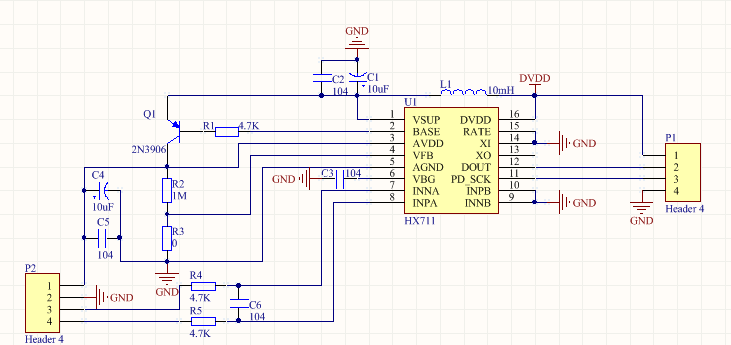 GND
C2
104
C1
10uF
L1
10mH
DVDD
Q1
2N3906
R1
4.7K
U1
1 VSUP DVDD 16
2 BASE RATE 15
3 AVDD XI 14
4 VFB XO 13
5 AGND DOUT 12
6 VBG PD_SCK 11
7 INNA INPB 10
8 INPA INNB 9
HX711
GND
GND
P1
1
2
3
4
Header 4
GND
C4
10uF
C5
104
R2
1M
R3
0
GND
C3
104
GND
P2
1
2
3
4
Header 4
GND
R4
4.7K
R5
4.7K
C6
104